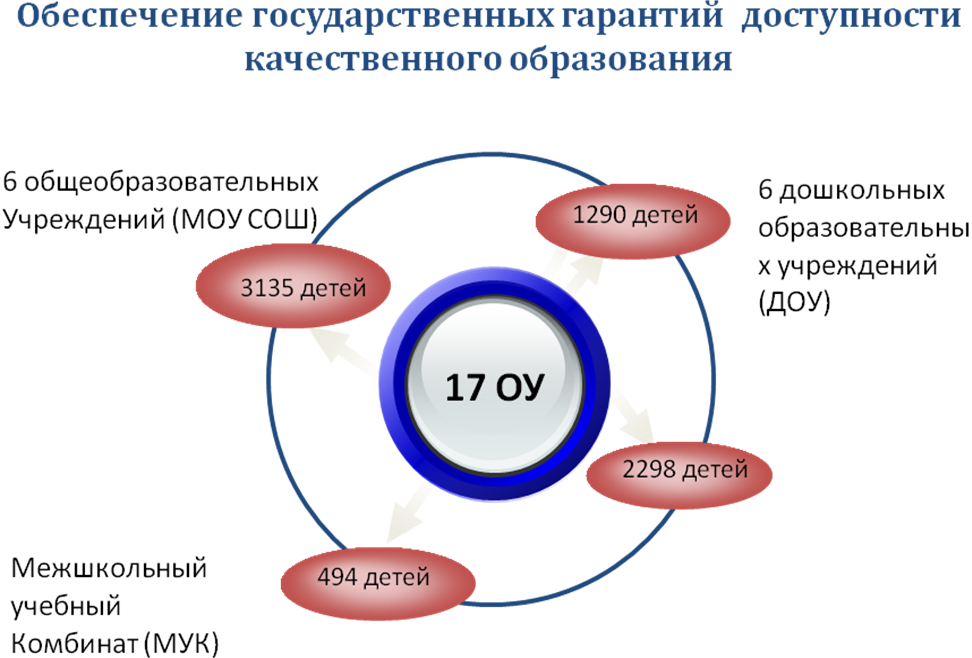 Обеспечение государственных гарантий доступности
качественного образования
6 общеобразовательных
Учреждений (МОУ СОШ)
3135 детей
1290 детей
6 дошкольных
образовательны
х учреждений
(ДОУ)
17 ОУ
2298 детей
494 детей
Межшкольный
учебный
Комбинат (МУК)